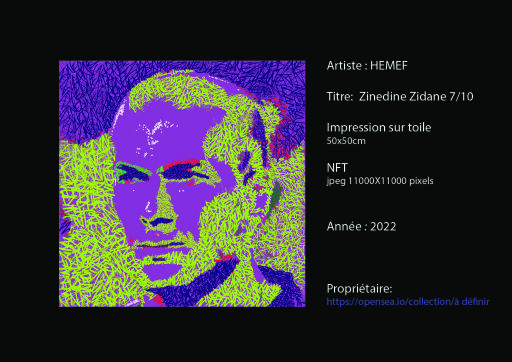 Artiste : HEMEF
Titre: Zinedine Zidane 7/10
Impression sur toile
50x50cm
NFT
jpeg 11000X11000 pixels
Année : 2022
Propriétaire:
https://opensea.io/collection/à définir